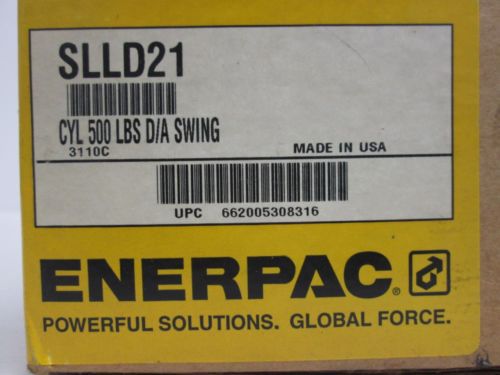 SLLD21
CYL 500 LBS D/A SWING
3110C MADE IN USA
UPC 662005308316
ENERPAC®
POWERFUL SOLUTIONS. GLOBAL FORCE.